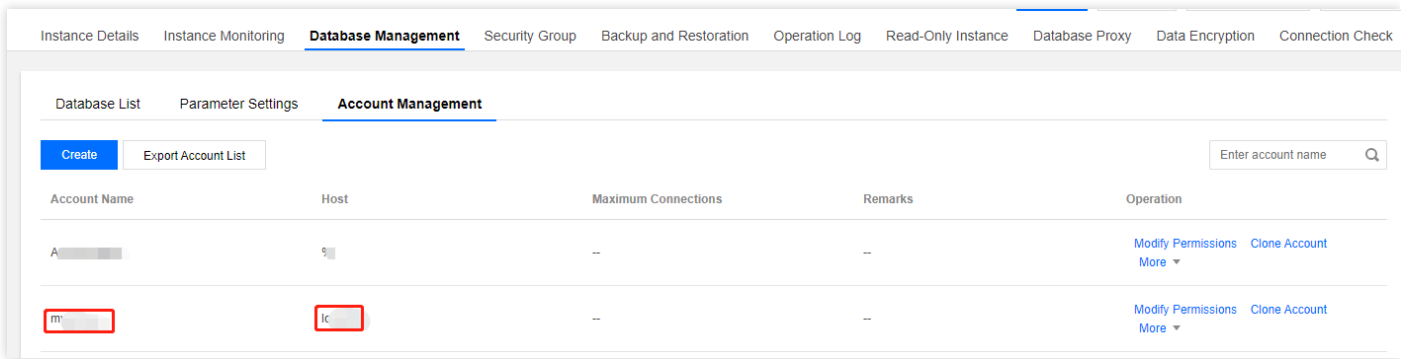 Instance Details Instance Monitoring Database Management Security Group Backup and Restoration Operation Log Read-Only Instance Database Proxy Data Encryption Connection Check
Database List Parameter Settings Account Management
Create Export Account List Enter account name
Account Name Host Maximum Connections Remarks Operation
-- -- Modify Permissions Clone Account
More
-- -- Modify Permissions Clone Account
More